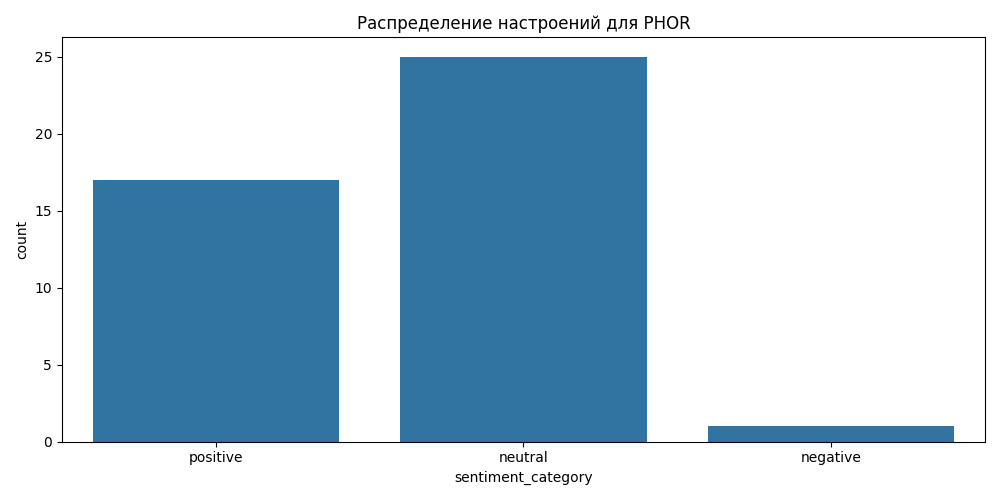 Распределение настроений для PHOR
25
20
15
10
5
0
count
positive neutral negative
sentiment_category